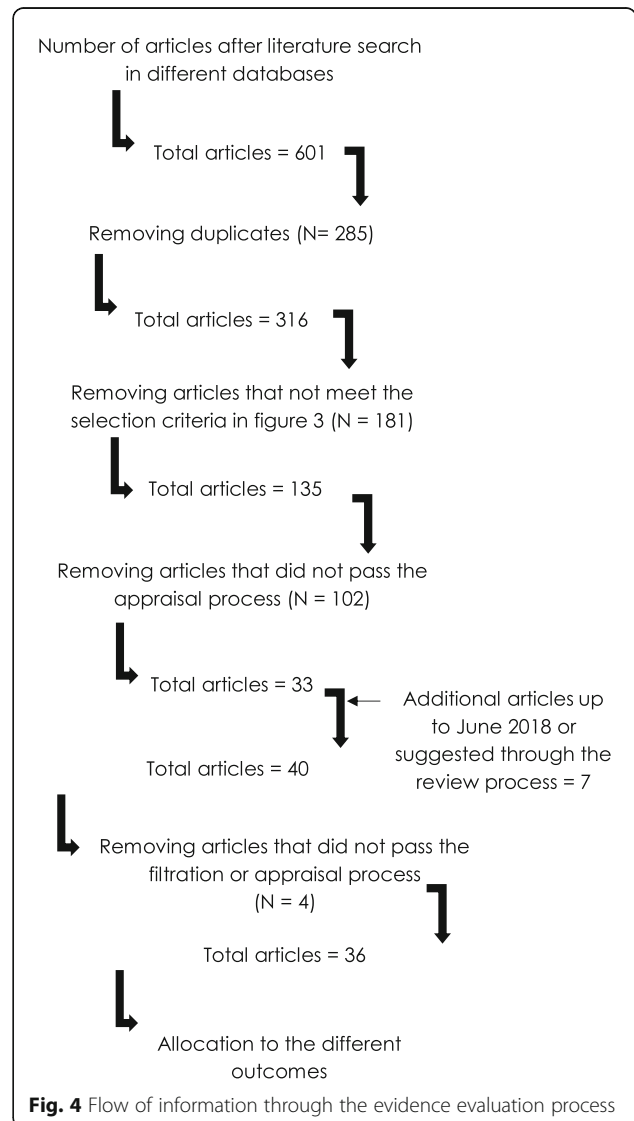 Number of articles after literature search
in different databases
Total articles = 601
Removing duplicates (N= 285)
Total articles = 316
Removing articles that not meet the
selection criteria in figure 3 (N = 181)
Total articles = 135
Removing articles that did not pass the
appraisal process (N = 102)
Total articles = 33
Additional articles up
to June 2018 or
suggested through the
review process = 7
Total articles = 40
Removing articles that did not pass the
filtration or appraisal process
(N = 4)
Total articles = 36
Allocation to the different
outcomes
Fig. 4 Flow of information through the evidence evaluation process